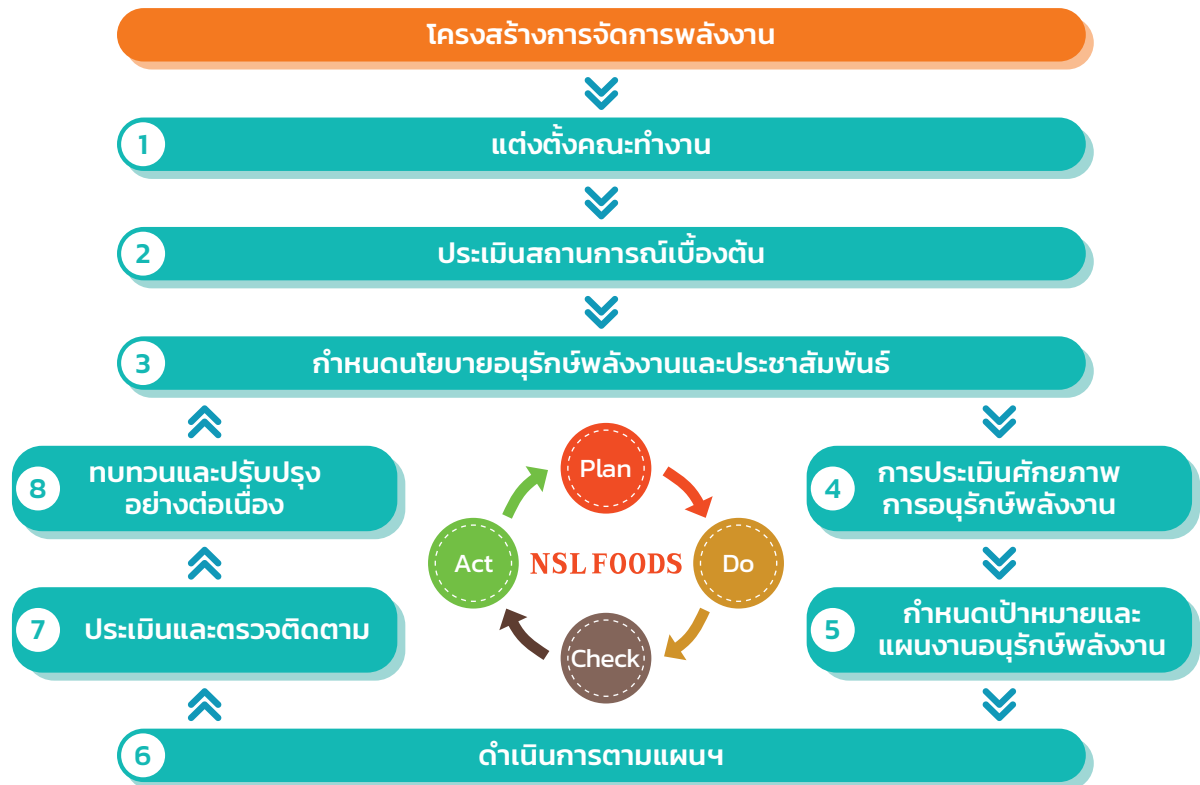 โครงสร้างการจัดการพลังงาน
1
แต่งตั้งคณะทำงาน
2
ประเมินสถานการณ์เบื้องต้น
3
กำหนดนโยบายอนุรักษ์พลังงานและประชาสัมพันธ์
4
การประเมินศักยภาพ
การอนุรักษ์พลังงาน
5
กำหนดเป้าหมายและ
แผนงานอนุรักษ์พลังงาน
6
ดำเนินการตามแผนฯ
7
ประเมินและตรวจติดตาม
8
ทบทวนและปรับปรุง
อย่างต่อเนื่อง
Plan
Do
Check
Act
NSL FOODS